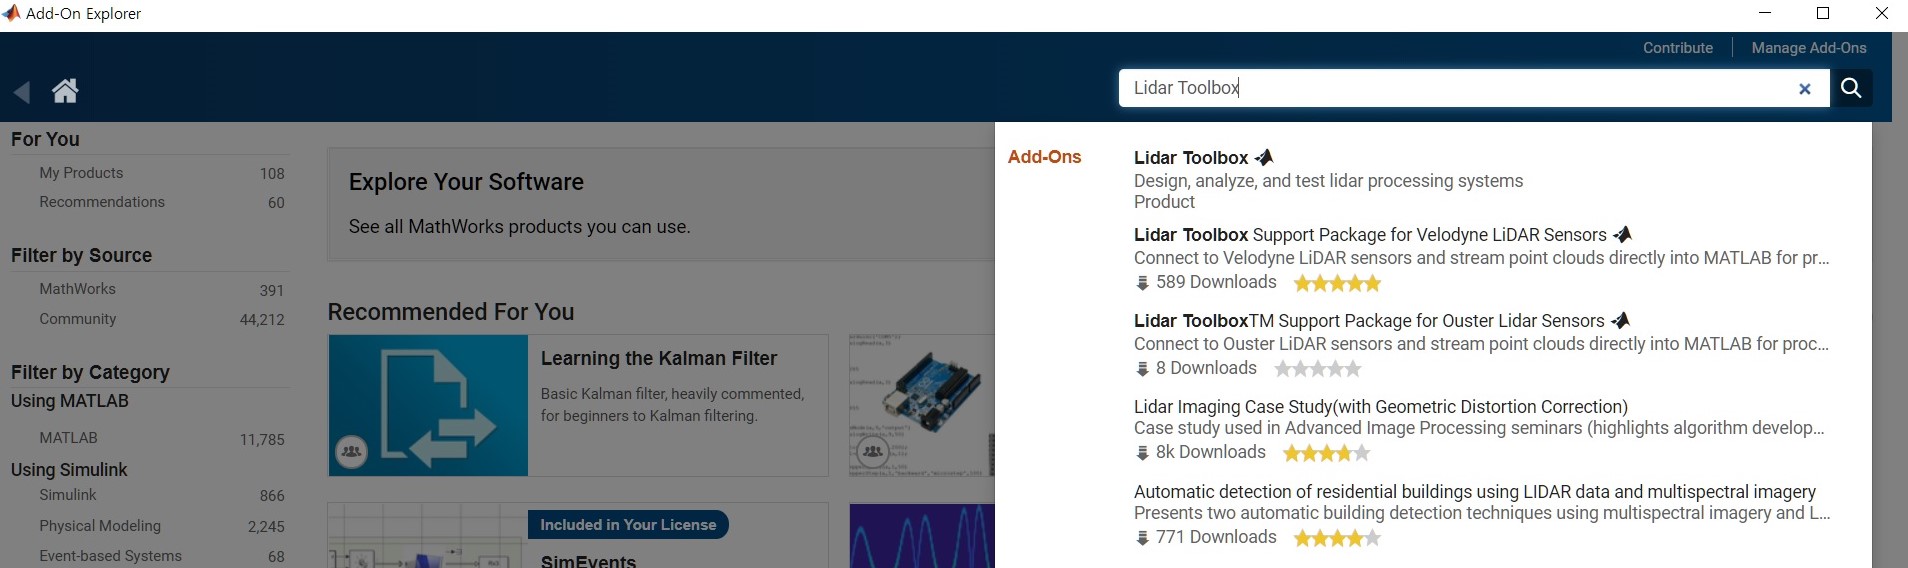 Add-On Explorer
Contribute
Manage Add-Ons
Lidar Toolbox
For You
My Products 108
Recommendations 60
Filter by Source
MathWorks 391
Community 44,212
Filter by Category
Using MATLAB
MATLAB 11,785
Using Simulink
Simulink 866
Physical Modeling 2,245
Event-based Systems 68
Explore Your Software
See all MathWorks products you can use.
Recommended For You
Learning the Kalman Filter
Basic Kalman filter, heavily commented,
for beginners to Kalman filtering.
Included in Your License
SimEvents
Add-Ons
Lidar Toolbox
Design, analyze, and test lidar processing systems
Product
Lidar Toolbox Support Package for Velodyne LiDAR Sensors
Connect to Velodyne LiDAR sensors and stream point clouds directly into MATLAB for pr...
589 Downloads
Lidar ToolboxTM Support Package for Ouster Lidar Sensors
Connect to Ouster LiDAR sensors and stream point clouds directly into MATLAB for proc...
8 Downloads
Lidar Imaging Case Study(with Geometric Distortion Correction)
Case study used in Advanced Image Processing seminars (highlights algorithm develop...
8k Downloads
Automatic detection of residential buildings using LIDAR data and multispectral imagery
Presents two automatic building detection techniques using multispectral imagery and L...
771 Downloads